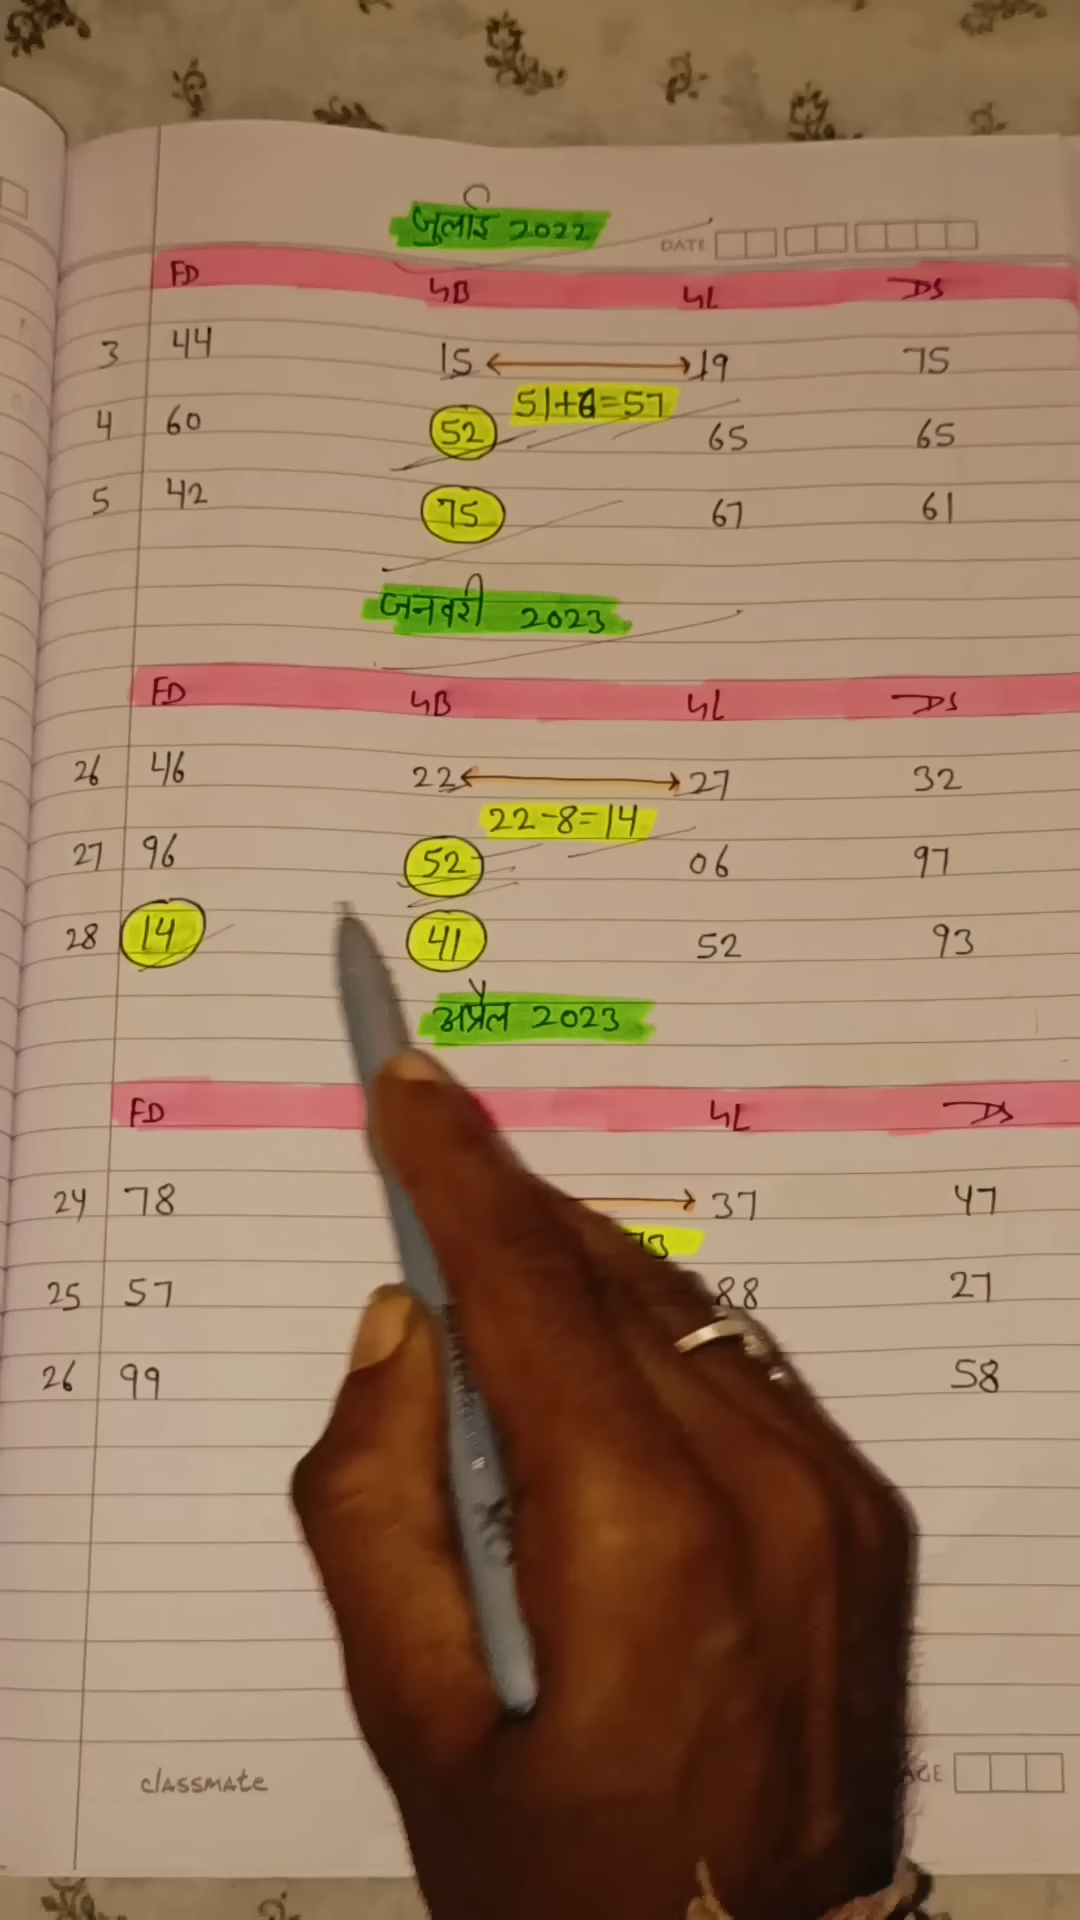 जुलाई 2022
DATE
FD GB GL DS
3 44 15 19 75
51+6=57
4 60 52 65 65
5 42 75 67 61
जनवरी 2023
FD GB GL DS
26 46 22 27 32
22-8=14
27 96 52 06 97
28 14 41 52 93
अप्रैल 2023
FD GL DS
24 78 37 47
73
25 57 88 27
26 99 58
classmate